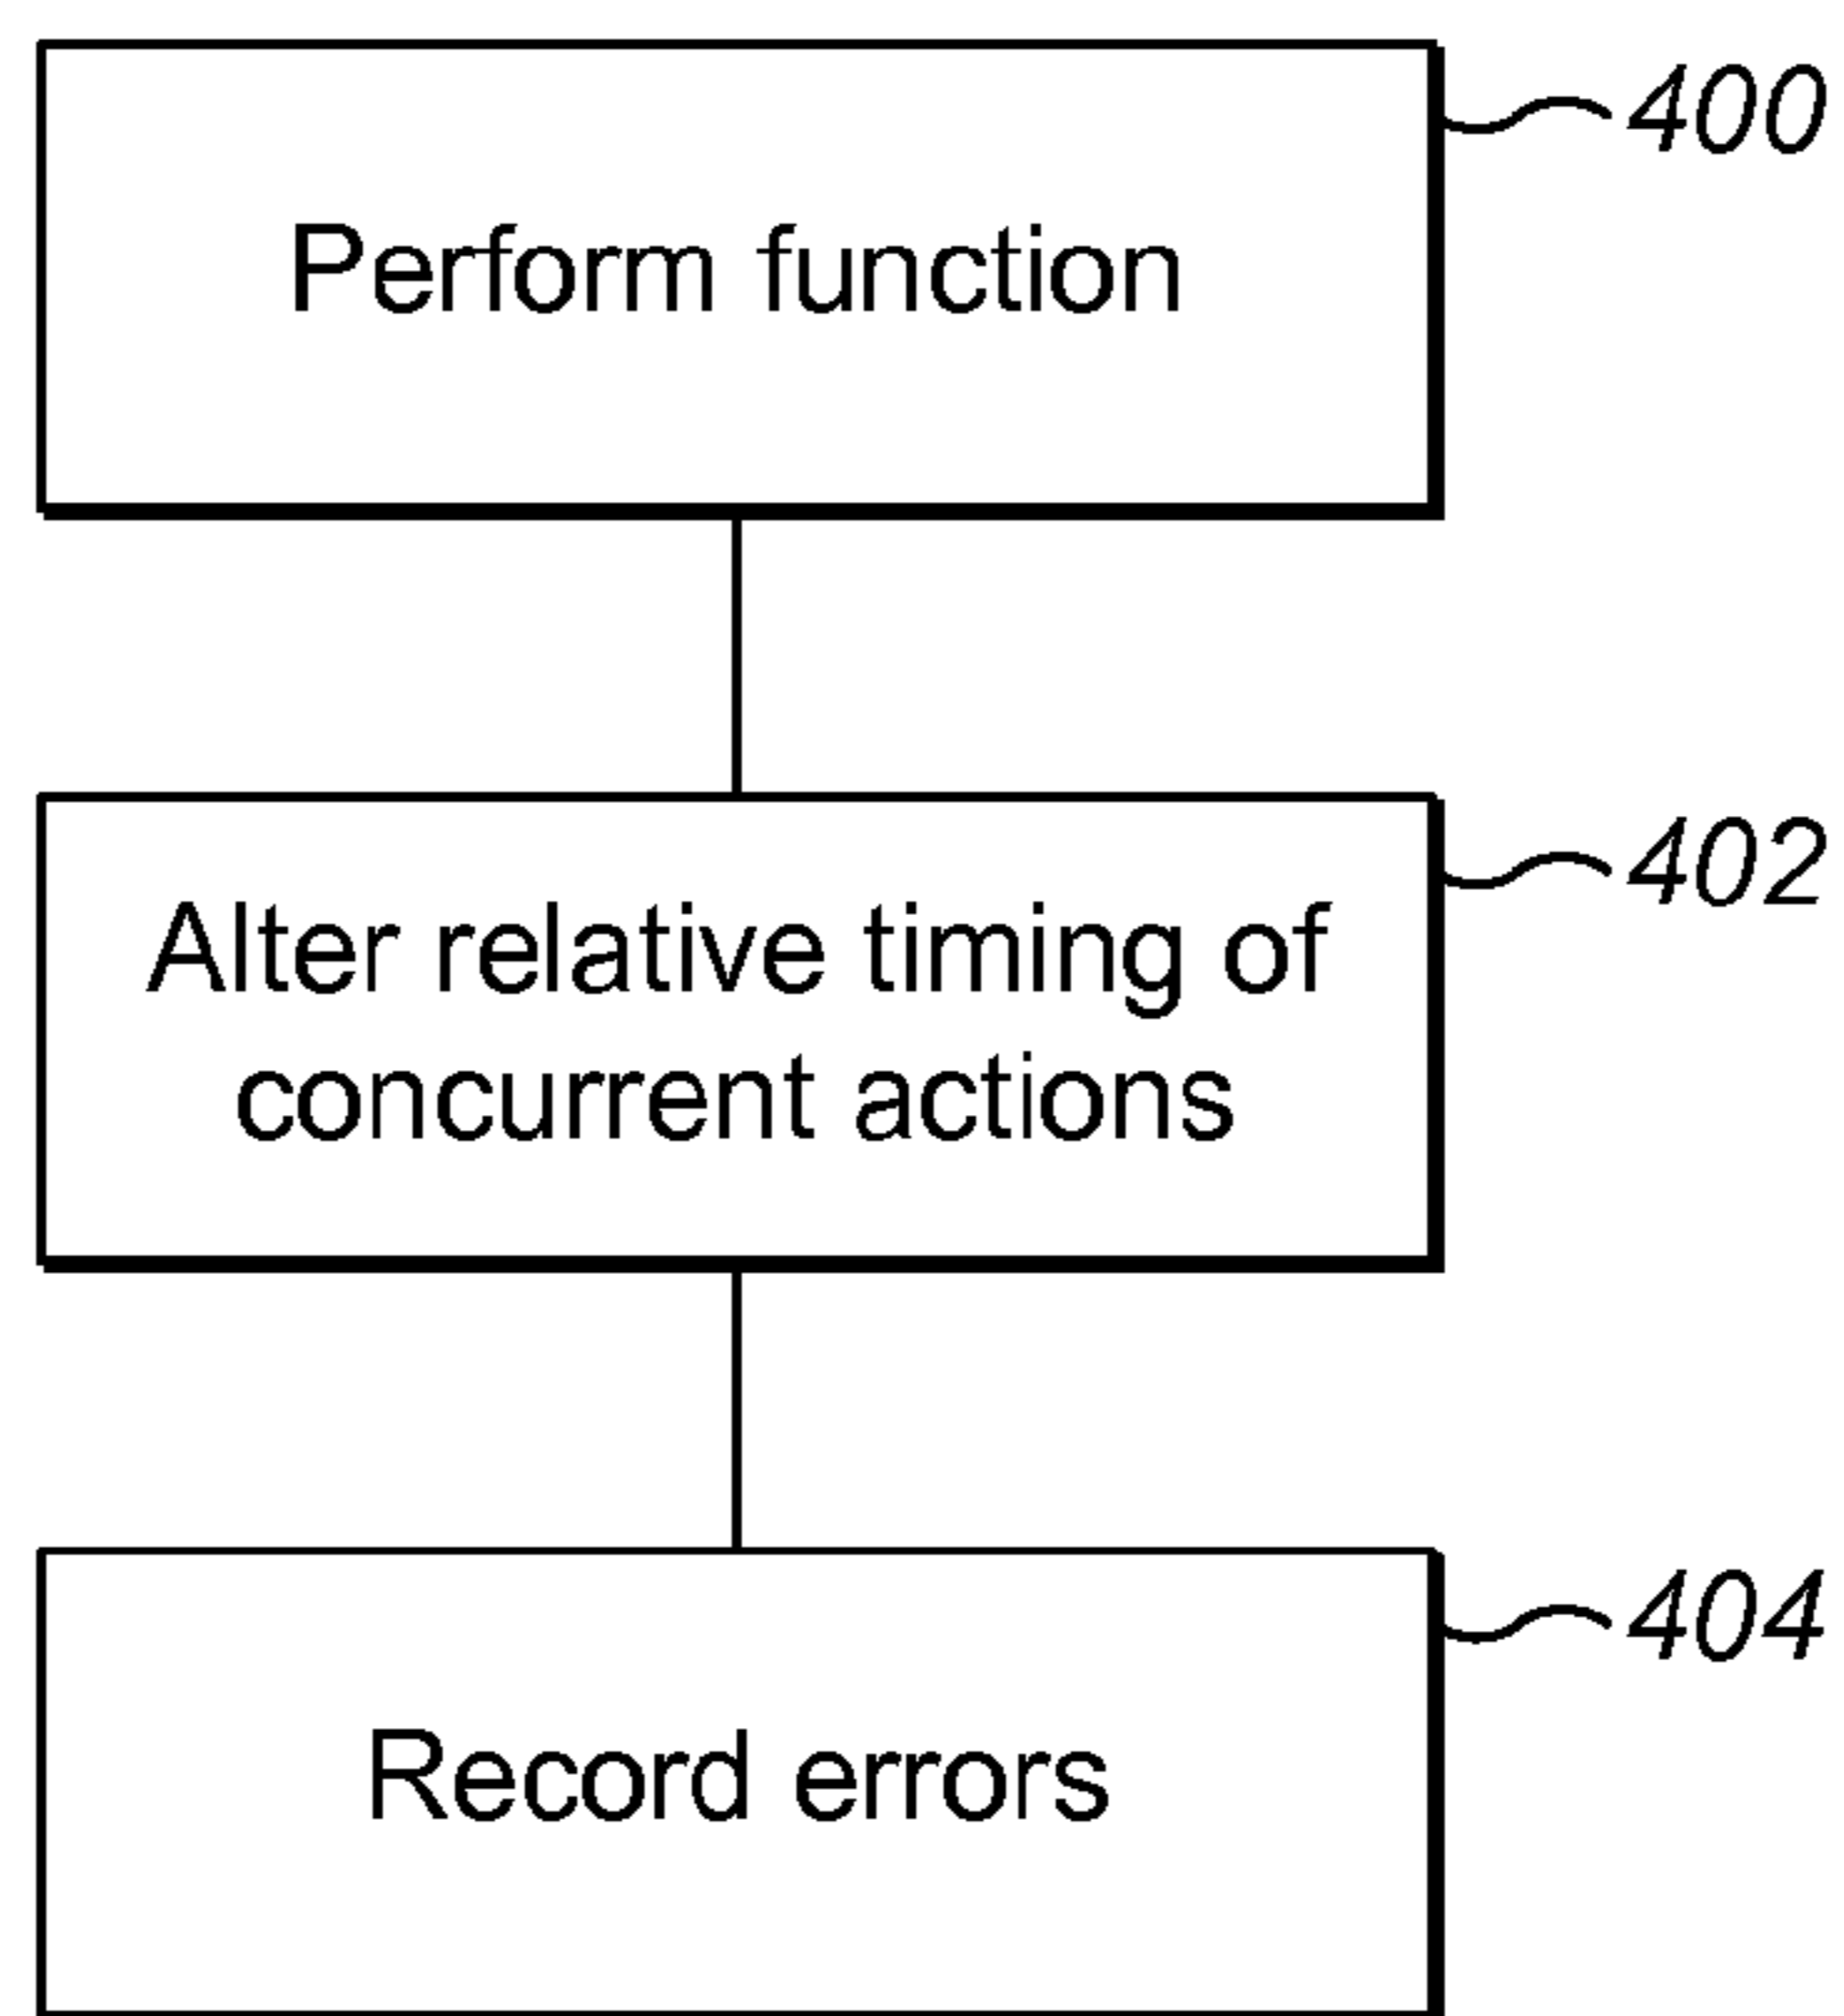 400
Perform function
402
Alter relative timing of
concurrent actions
404
Record errors